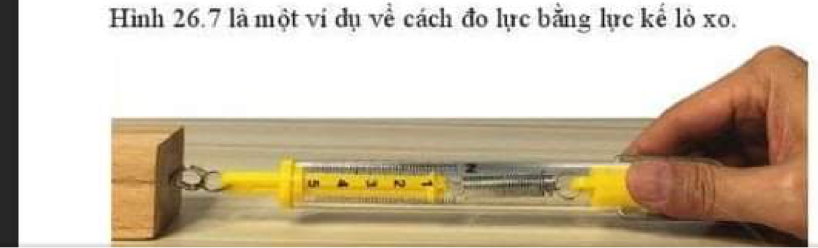 Hình 26.7 là một ví dụ về cách đo lực bằng lực kế lò xo.
5 4 3 2 1 N